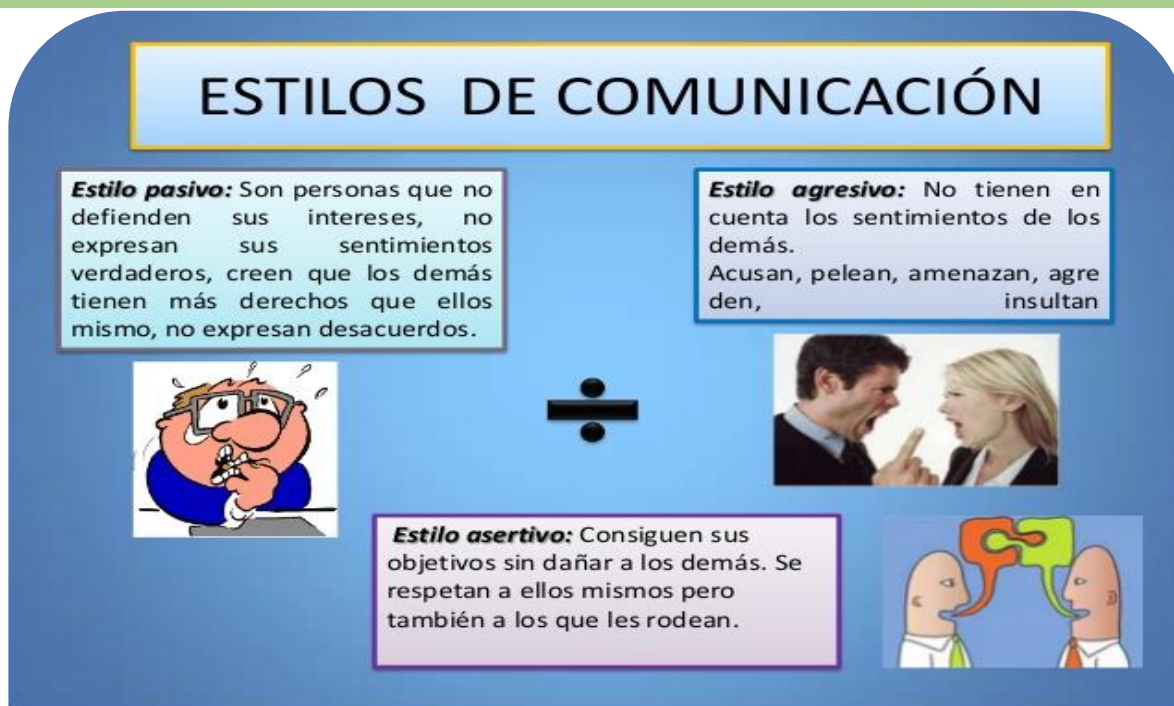 ESTILOS DE COMUNICACIÓN
Estilo pasivo: Son personas que no
defienden sus intereses, no
expresan sus sentimientos
verdaderos, creen que los demás
tienen más derechos que ellos
mismo, no expresan desacuerdos.
Estilo agresivo: No tienen en
cuenta los sentimientos de los
demás.
Acusan, pelean, amenazan, agre
den, insultan
Estilo asertivo: Consiguen sus
objetivos sin dañar a los demás. Se
respetan a ellos mismos pero
también a los que les rodean.